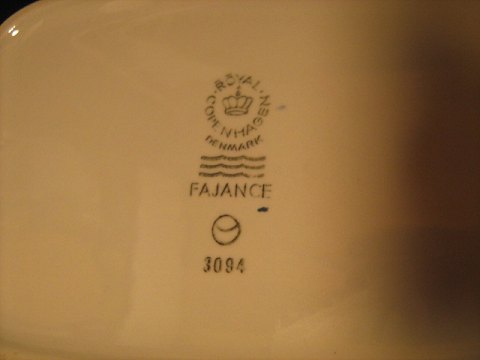 ROYAL
COPENHAGEN
DENMARK
FAJANCE
3094